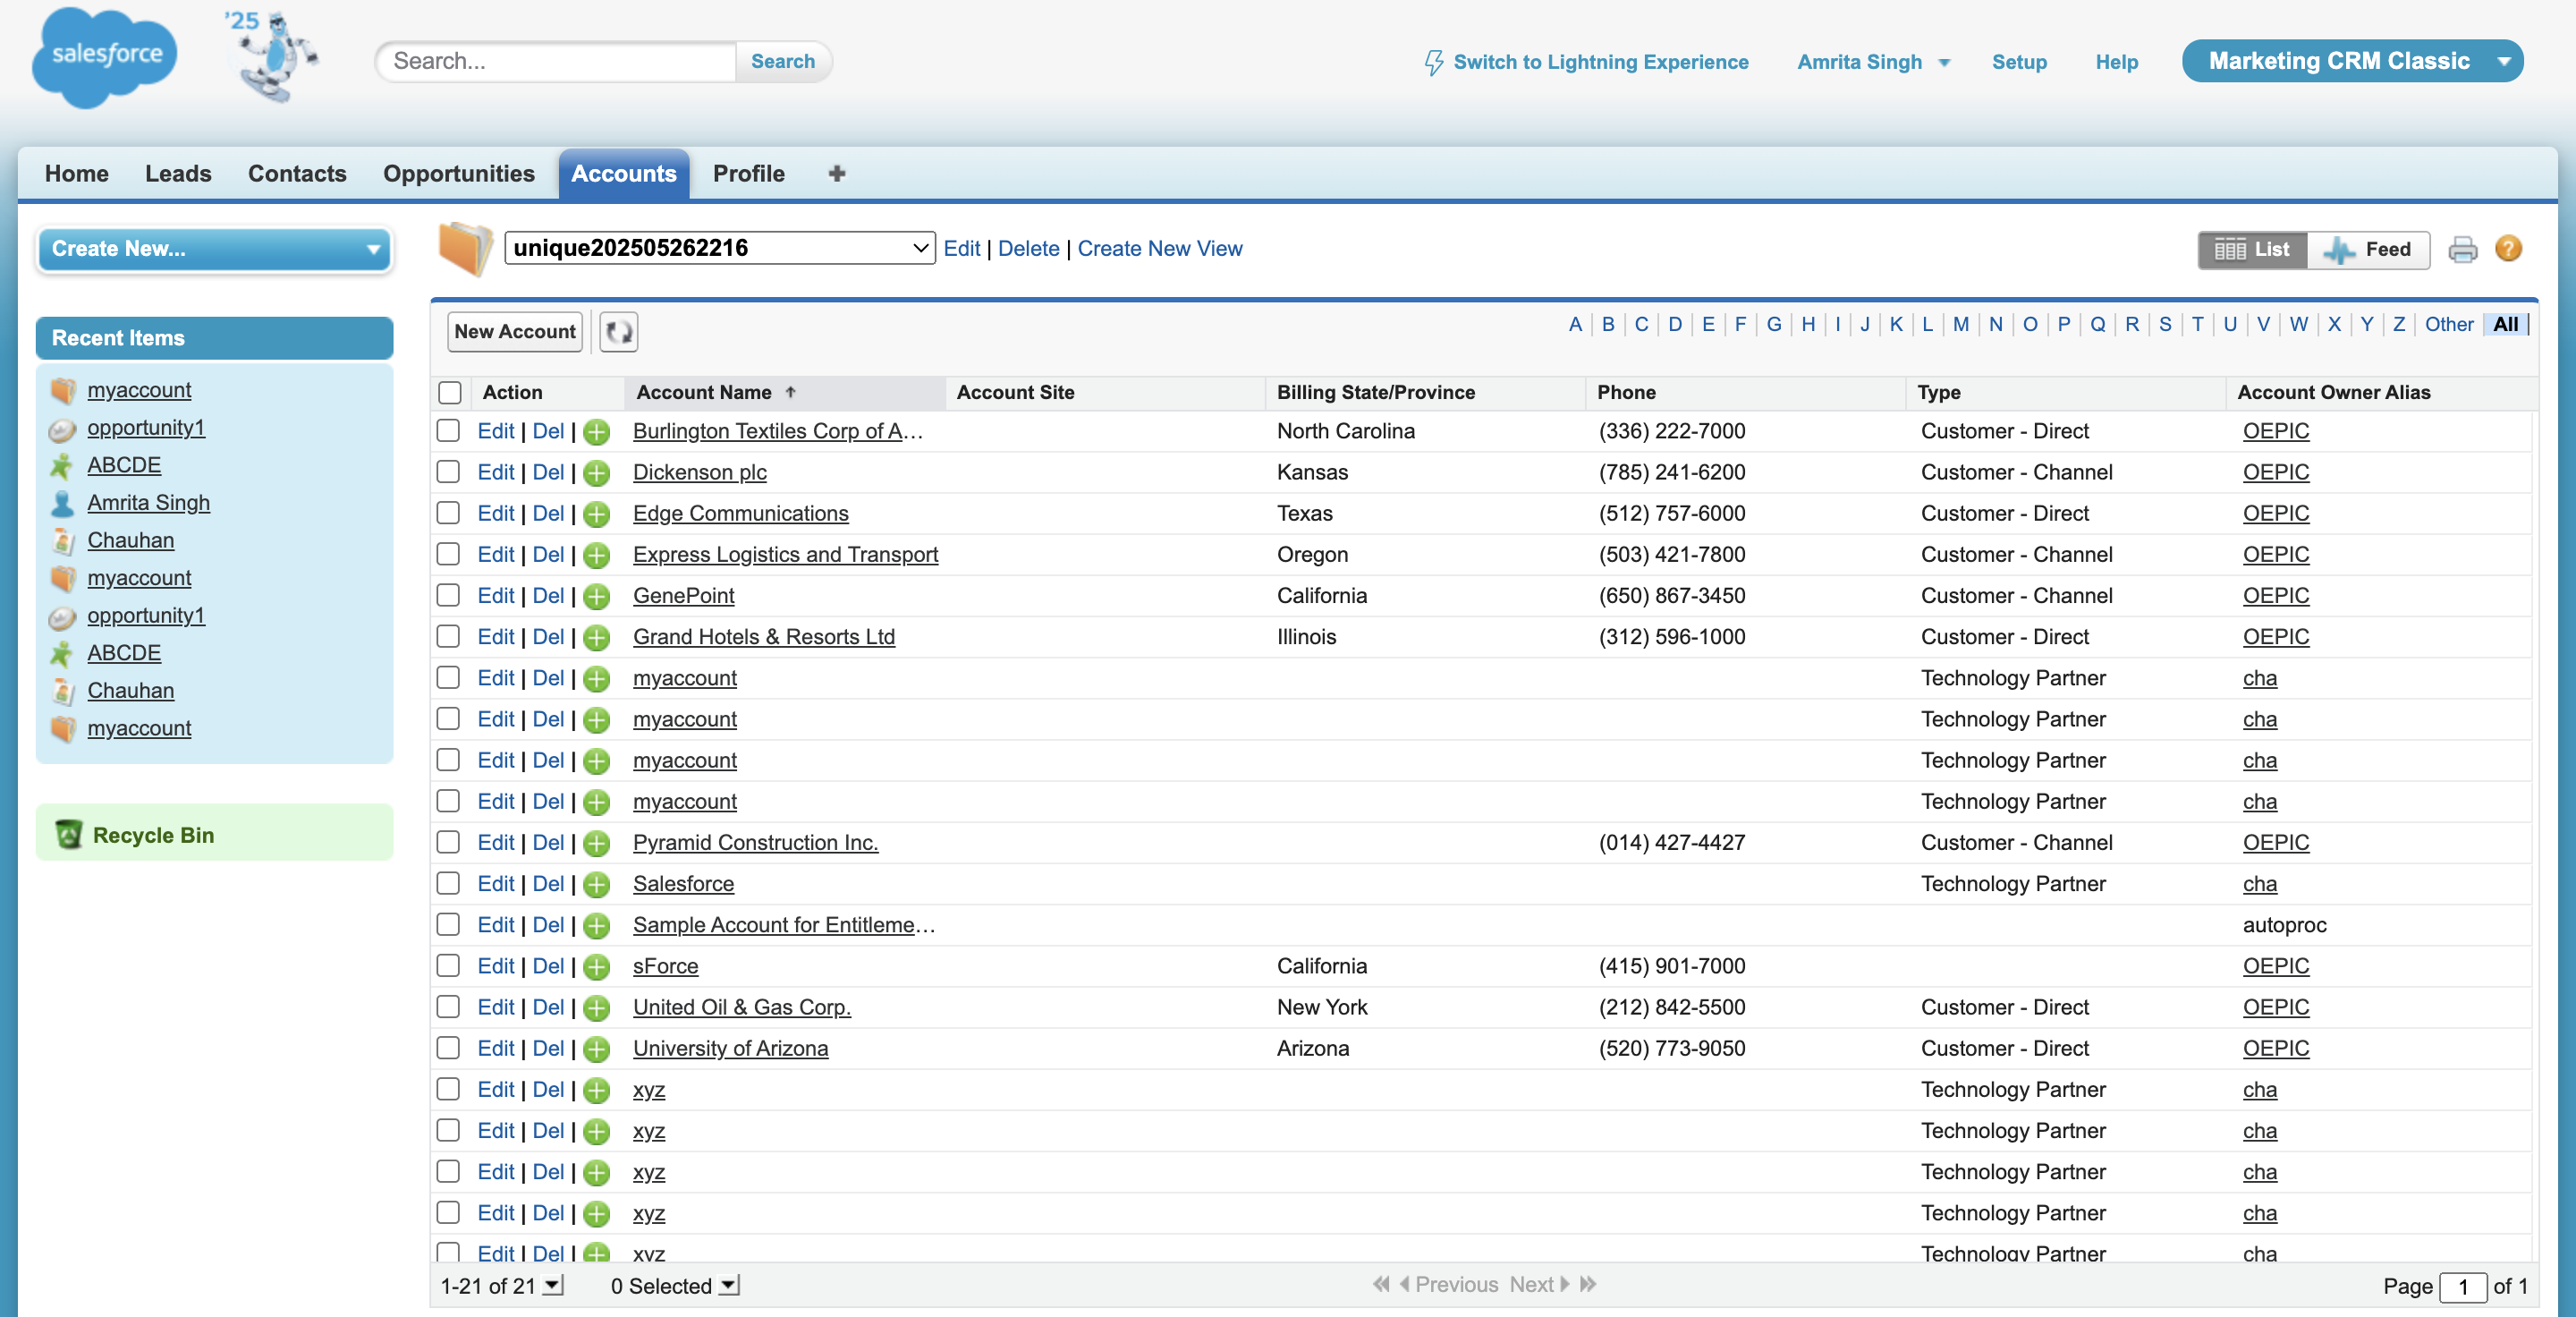 salesforce
'25
Search...
Search
Switch to Lightning Experience
Amrita Singh
Setup
Help
Marketing CRM Classic
Home Leads Contacts Opportunities Accounts Profile +
Create New...
unique202505262216
Edit | Delete | Create New View
List Feed
?
Recent Items
myaccount
opportunity1
ABCDE
Amrita Singh
Chauhan
myaccount
opportunity1
ABCDE
Chauhan
myaccount
Recycle Bin
New Account
A B C D E F G H I J K L M N O P Q R S T U V W X Y Z Other All
Action Account Name Account Site Billing State/Province Phone Type Account Owner Alias
Edit | Del | Burlington Textiles Corp of A... North Carolina (336) 222-7000 Customer - Direct OEPIC
Edit | Del | Dickenson plc Kansas (785) 241-6200 Customer - Channel OEPIC
Edit | Del | Edge Communications Texas (512) 757-6000 Customer - Direct OEPIC
Edit | Del | Express Logistics and Transport Oregon (503) 421-7800 Customer - Channel OEPIC
Edit | Del | GenePoint California (650) 867-3450 Customer - Channel OEPIC
Edit | Del | Grand Hotels & Resorts Ltd Illinois (312) 596-1000 Customer - Direct OEPIC
Edit | Del | myaccount Technology Partner cha
Edit | Del | myaccount Technology Partner cha
Edit | Del | myaccount Technology Partner cha
Edit | Del | myaccount Technology Partner cha
Edit | Del | Pyramid Construction Inc. (014) 427-4427 Customer - Channel OEPIC
Edit | Del | Salesforce Technology Partner cha
Edit | Del | Sample Account for Entitleme... autoproc
Edit | Del | sForce California (415) 901-7000 OEPIC
Edit | Del | United Oil & Gas Corp. New York (212) 842-5500 Customer - Direct OEPIC
Edit | Del | University of Arizona Arizona (520) 773-9050 Customer - Direct OEPIC
Edit | Del | xyz Technology Partner cha
Edit | Del | xyz Technology Partner cha
Edit | Del | xyz Technology Partner cha
Edit | Del | xyz Technology Partner cha
Edit | Del | xyz Technology Partner cha
1-21 of 21 0 Selected Previous Next Page 1 of 1